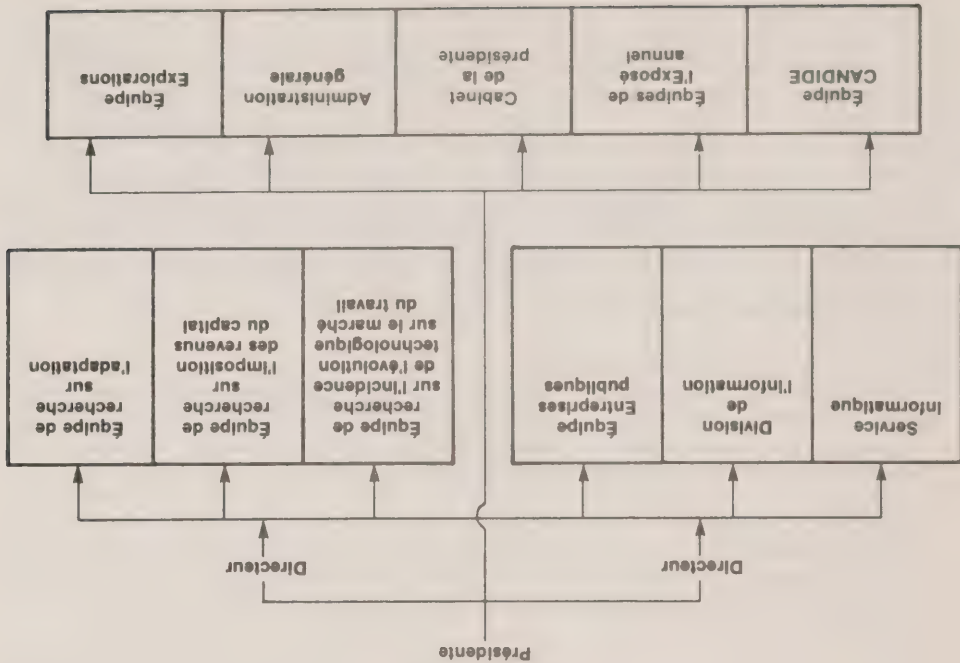 Présidente
Directeur
Directeur
Service
Informatique
Division
de
l'Information
Équipe
Entreprises
publiques
Équipe de
recherche
sur l'incidence
de l'évolution
technologique
sur le marché
du travail
Équipe de
recherche
sur
l'imposition
des revenus
du capital
Équipe de
recherche
sur
l'adaptation
Équipe
CANDIDE
Équipes de
l'Exposé
annuel
Cabinet
de la
présidente
Administration
générale
Équipe
Explorations